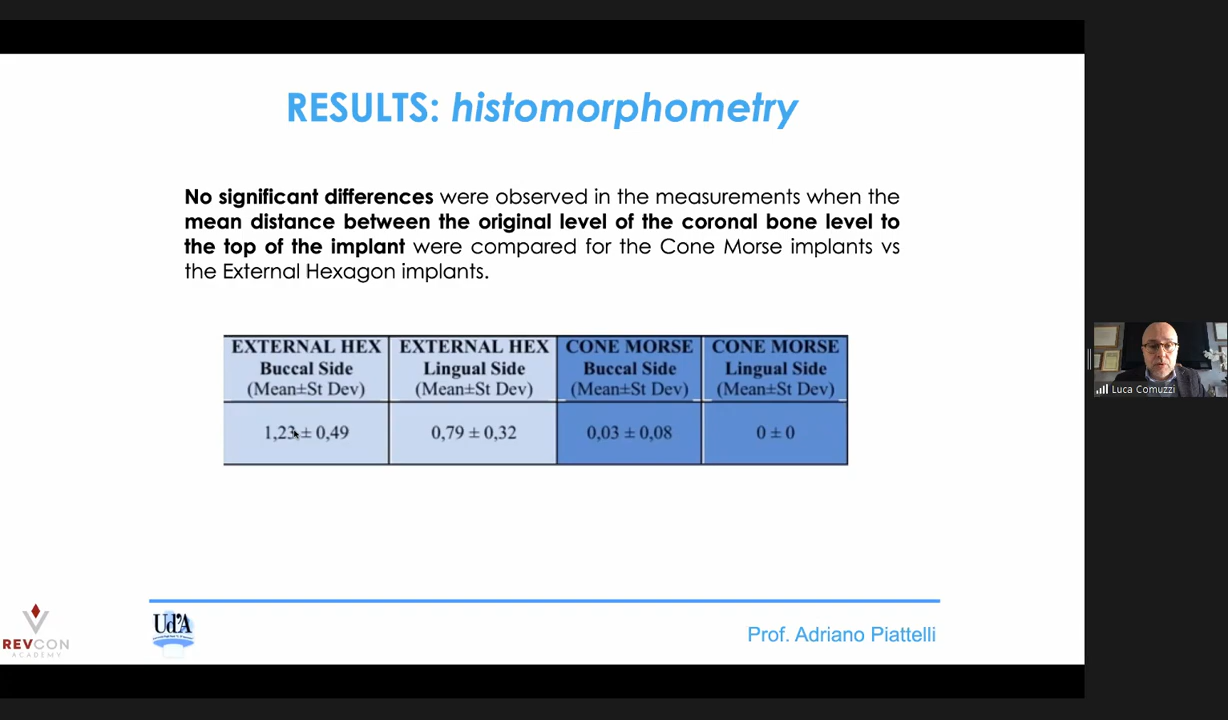 RESULTS: histomorphometry
No significant differences were observed in the measurements when the
mean distance between the original level of the coronal bone level to
the top of the implant were compared for the Cone Morse implants vs
the External Hexagon implants.
EXTERNAL HEX
Buccal Side
(Mean±St Dev)
EXTERNAL HEX
Lingual Side
(Mean±St Dev)
CONE MORSE
Buccal Side
(Mean±St Dev)
CONE MORSE
Lingual Side
(Mean±St Dev)
1,23 ± 0,49
0,79 ± 0,32
0,03 ± 0,08
0 ± 0
Luca Comuzzi
REVCON
ACADEMY
Ud'A
Prof. Adriano Piattelli